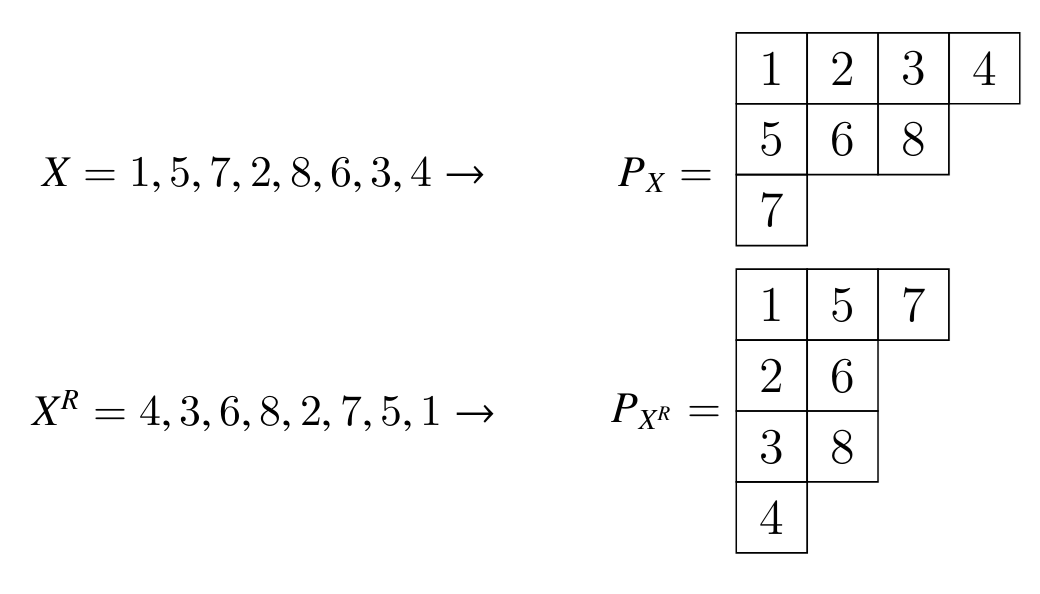 1 2 3 4
5 6 8
X = 1, 5, 7, 2, 8, 6, 3, 4 → P_X =
7
1 5 7
2 6
X^R = 4, 3, 6, 8, 2, 7, 5, 1 → P_{X^R} =
3 8
4